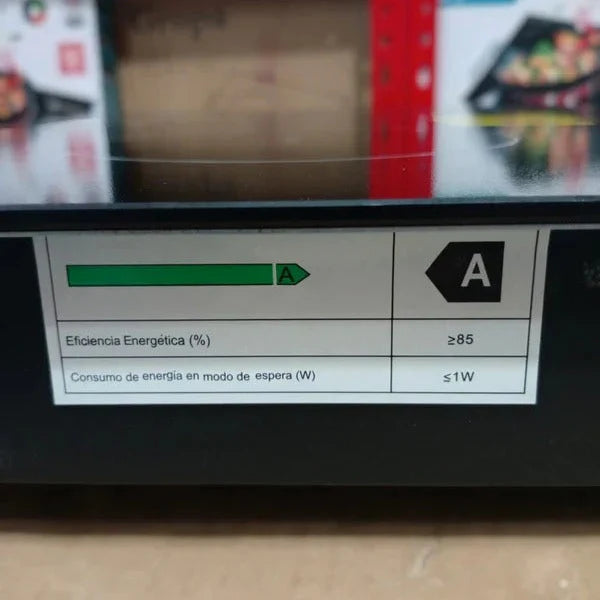 A
A
Eficiencia Energética (%)
≥85
Consumo de energía en modo de espera (W)
≤1W